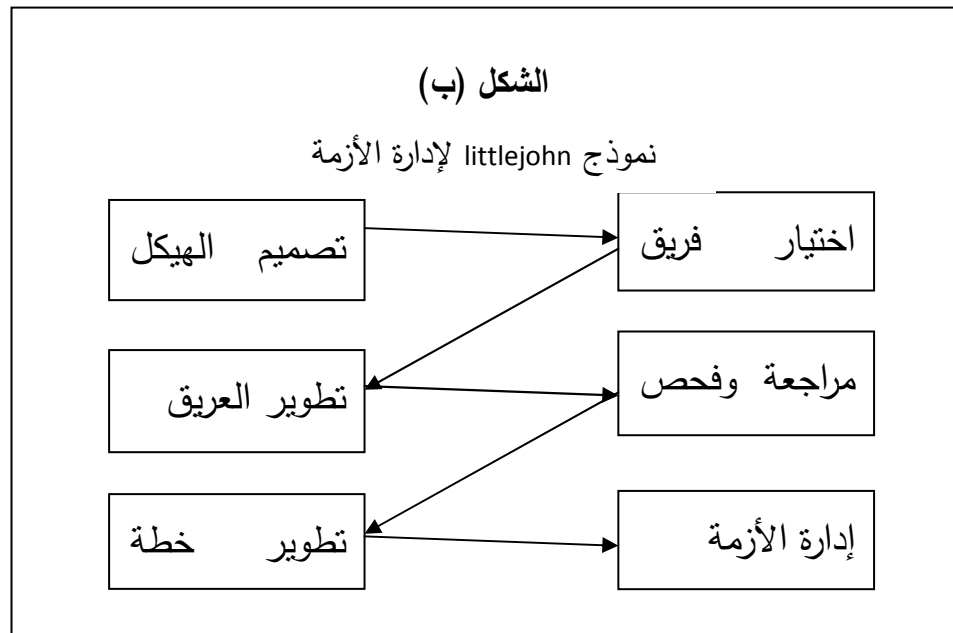 الشكل (ب)
نموذج littlejohn لإدارة الأزمة
تصميم الهيكل
اختيار فريق
تطوير العريق
مراجعة وفحص
تطوير خطة
إدارة الأزمة